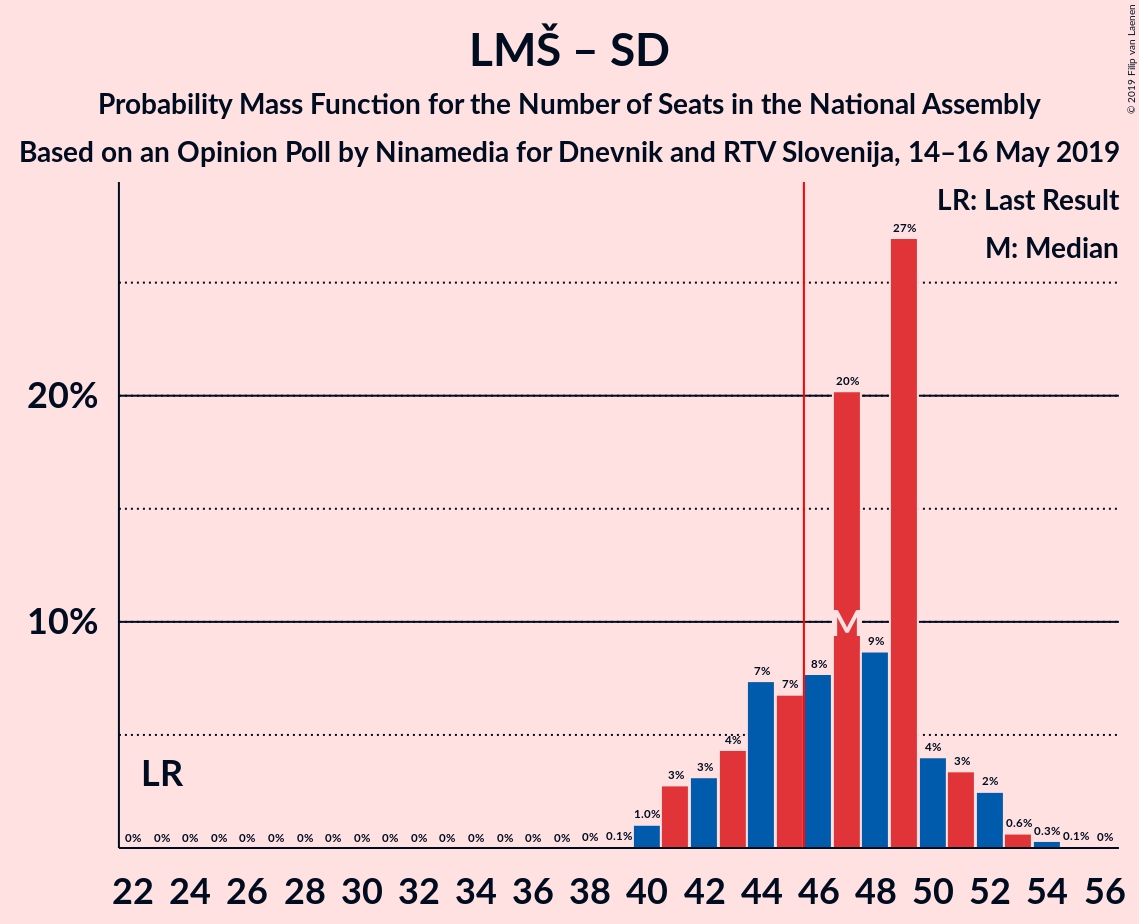 LMŠ – SD
Probability Mass Function for the Number of Seats in the National Assembly
Based on an Opinion Poll by Ninamedia for Dnevnik and RTV Slovenija, 14–16 May 2019
© 2019 Filip van Laenen
LR: Last Result
M: Median
27%
20%
20%
10%
M
9%
8%
7%
7%
4%
4%
3%
3%
3%
2%
LR
0% 0% 0% 0% 0% 0% 0% 0% 0% 0% 0% 0% 0% 0% 0% 0% 0% 0.1% 1.0% 0.6% 0.3% 0.1% 0%
22 24 26 28 30 32 34 36 38 40 42 44 46 48 50 52 54 56